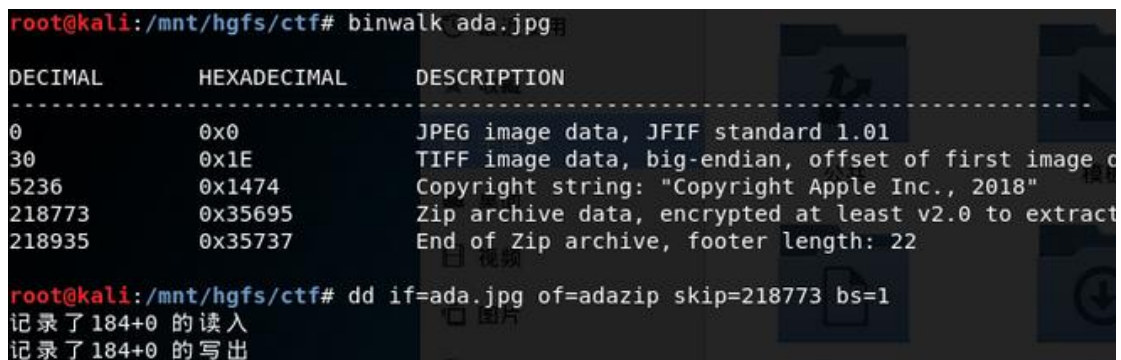 root@kali:/mnt/hgfs/ctf# binwalk ada.jpg
DECIMAL HEXADECIMAL DESCRIPTION
--------------------------------------------------------------------------------
0 0x0 JPEG image data, JFIF standard 1.01
30 0x1E TIFF image data, big-endian, offset of first image
5236 0x1474 Copyright string: "Copyright Apple Inc., 2018"
218773 0x35695 Zip archive data, encrypted at least v2.0 to extract
218935 0x35737 End of Zip archive, footer length: 22
root@kali:/mnt/hgfs/ctf# dd if=ada.jpg of=adazip skip=218773 bs=1
记录了184+0 的读入
记录了184+0 的写出
视频
图片